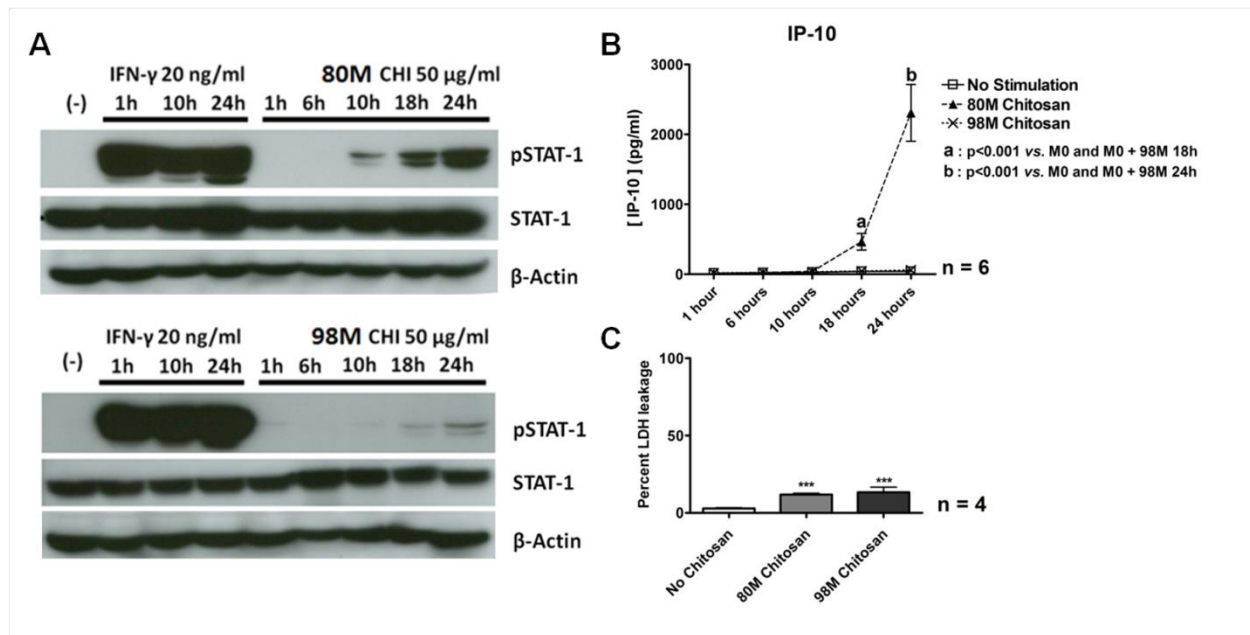 A
IFN-γ 20 ng/ml 80M CHI 50 µg/ml
(-) 1h 10h 24h 1h 6h 10h 18h 24h
pSTAT-1
STAT-1
β-Actin
IFN-γ 20 ng/ml 98M CHI 50 µg/ml
(-) 1h 10h 24h 1h 6h 10h 18h 24h
pSTAT-1
STAT-1
β-Actin
B
IP-10
[ IP-10 ] (pg/ml)
3000
2000
1000
0
a
b
1 hour
6 hours
10 hours
18 hours
24 hours
No Stimulation
80M Chitosan
98M Chitosan
a : p<0.001 vs. M0 and M0 + 98M 18h
b : p<0.001 vs. M0 and M0 + 98M 24h
n = 6
C
Percent LDH leakage
100
50
0
***
***
No Chitosan
80M Chitosan
98M Chitosan
n = 4